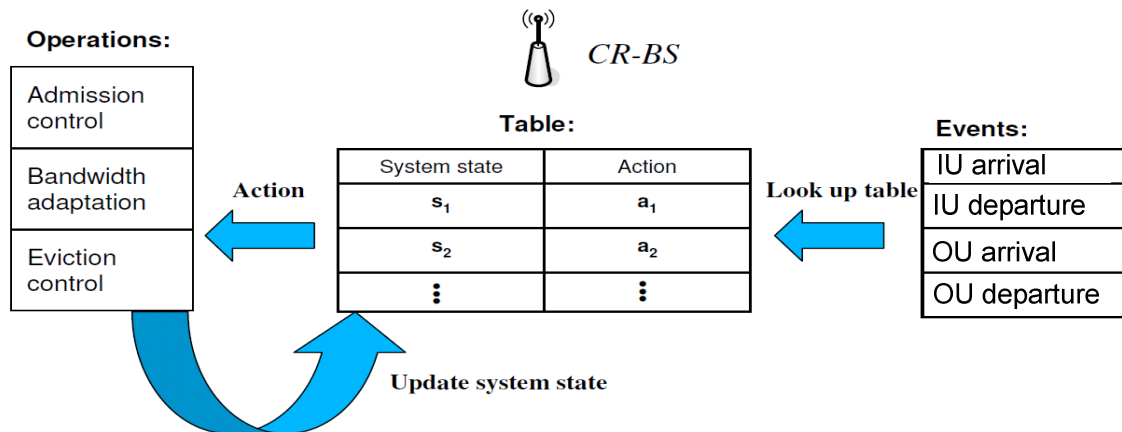 Operations:
Admission
control
Bandwidth
adaptation
Eviction
control
CR-BS
Action
Table:
System state Action
s1 a1
s2 a2
⋮ ⋮
Look up table
Events:
IU arrival
IU departure
OU arrival
OU departure
Update system state